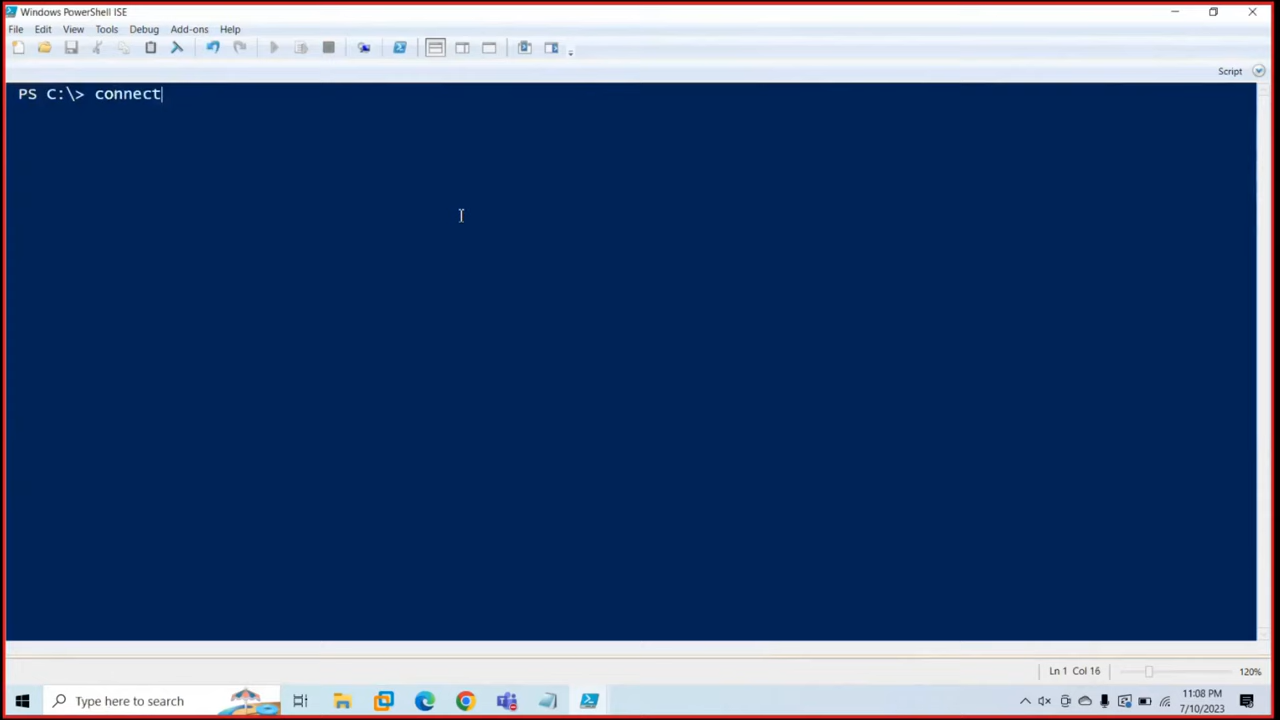 Windows PowerShell ISE
File Edit View Tools Debug Add-ons Help
Script
PS C:\> connect
Ln 1 Col 16 120%
Type here to search
11:08 PM
7/10/2023